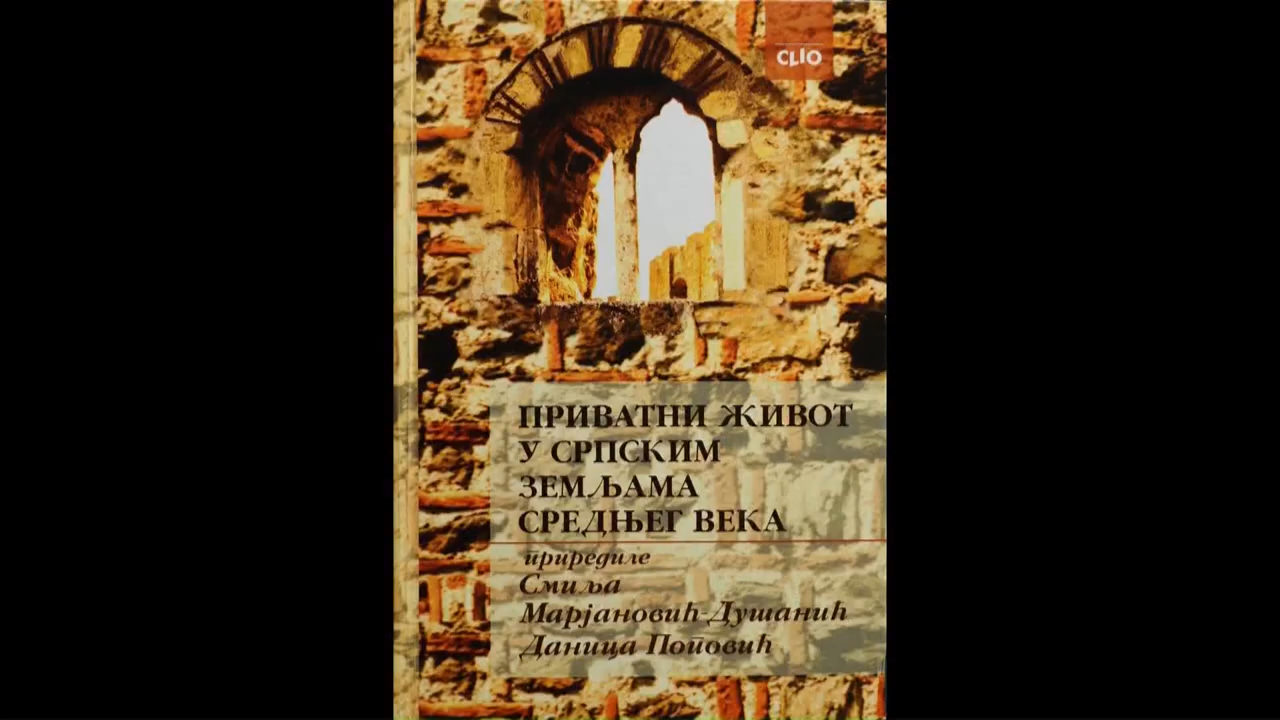 CLIO
ПРИВАТНИ ЖИВОТ
У СРПСКИМ
ЗЕМЉАМА
СРЕДЊЕГ ВЕКА
приредиле
Смиља
Марјановић-Душанић
Даница Поповић